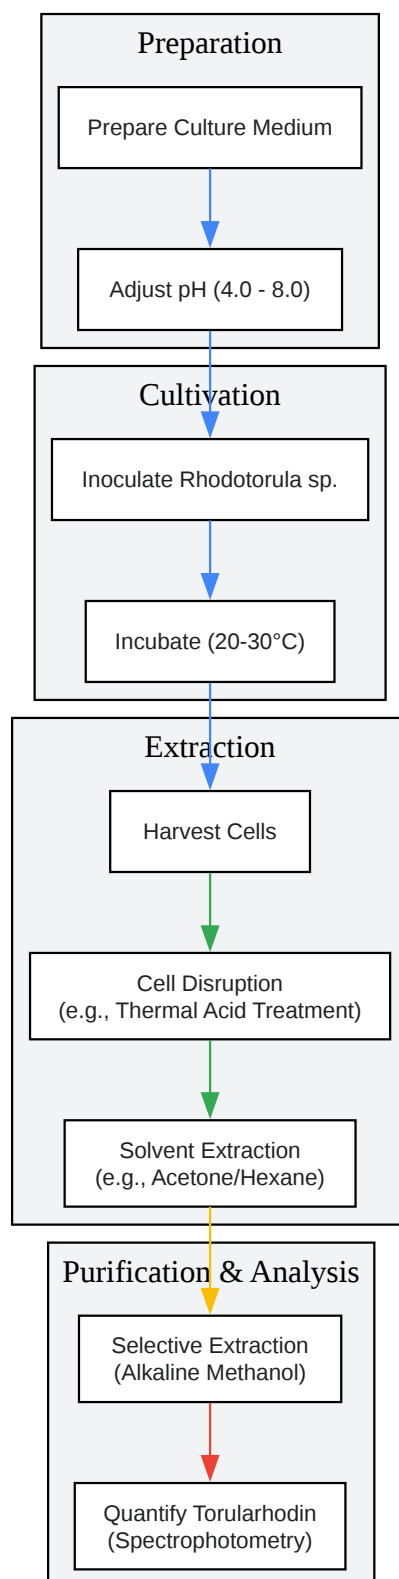 Preparation
Prepare Culture Medium
Adjust pH (4.0 - 8.0)
Cultivation
Inoculate Rhodotorula sp.
Incubate (20-30°C)
Extraction
Harvest Cells
Cell Disruption
(e.g., Thermal Acid Treatment)
Solvent Extraction
(e.g., Acetone/Hexane)
Purification & Analysis
Selective Extraction
(Alkaline Methanol)
Quantify Torularhodin
(Spectrophotometry)